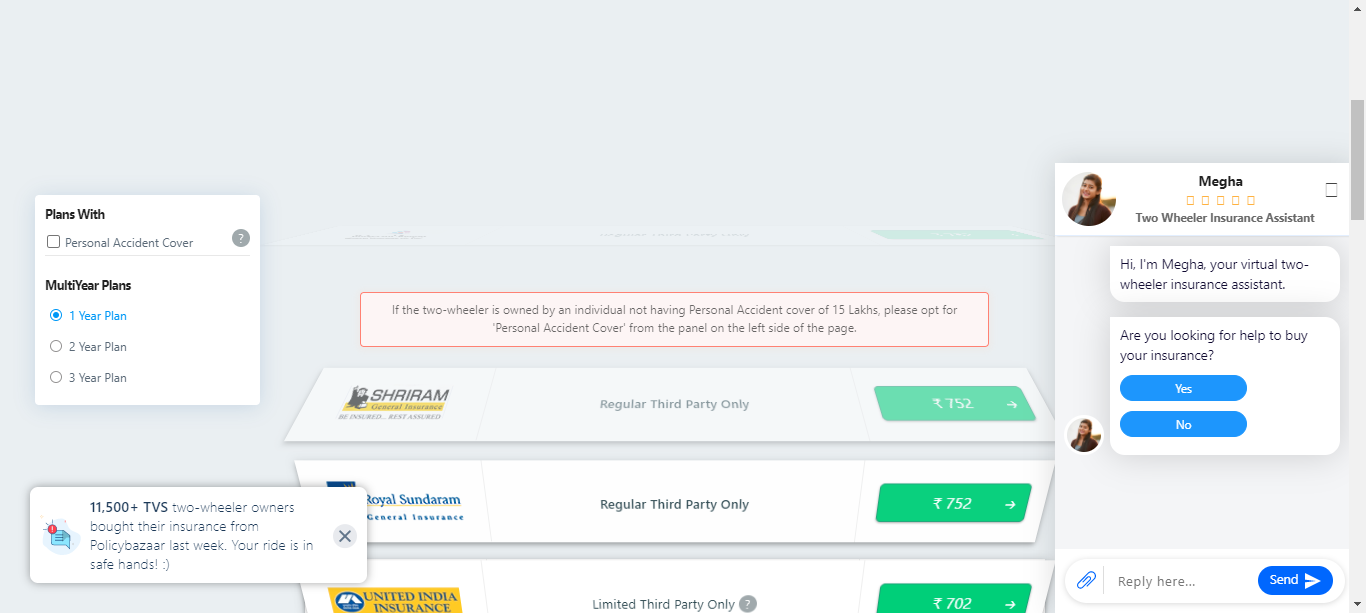 Plans With
Personal Accident Cover
?
MultiYear Plans
1 Year Plan
2 Year Plan
3 Year Plan
Regular Third Party Only
If the two-wheeler is owned by an individual not having Personal Accident cover of 15 Lakhs, please opt for
'Personal Accident Cover' from the panel on the left side of the page.
SHRIRAM
General Insurance
BE INSURED... REST ASSURED
Regular Third Party Only
₹ 752
Royal Sundaram
General Insurance
Regular Third Party Only
₹ 752
UNITED INDIA
INSURANCE
Limited Third Party Only ?
₹ 702
11,500+ TVS two-wheeler owners
bought their insurance from
Policybazaar last week. Your ride is in
safe hands! :)
Megha
Two Wheeler Insurance Assistant
Hi, I'm Megha, your virtual two-
wheeler insurance assistant.
Are you looking for help to buy
your insurance?
Yes
No
Reply here...
Send